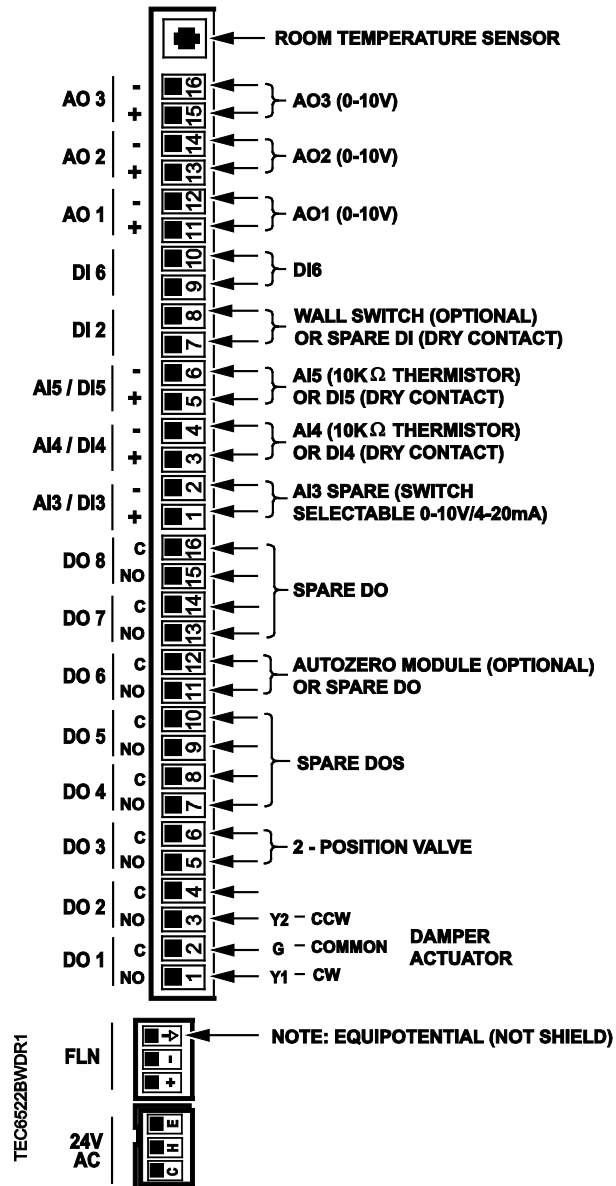 ROOM TEMPERATURE SENSOR
AO 3 - 16
+ 15
AO3 (0-10V)
AO 2 - 14
+ 13
AO2 (0-10V)
AO 1 - 12
+ 11
AO1 (0-10V)
DI 6 10
9
DI6
DI 2 8
7
WALL SWITCH (OPTIONAL)
OR SPARE DI (DRY CONTACT)
AI5 / DI5 - 6
+ 5
AI5 (10KΩ THERMISTOR)
OR DI5 (DRY CONTACT)
AI4 / DI4 - 4
+ 3
AI4 (10KΩ THERMISTOR)
OR DI4 (DRY CONTACT)
AI3 / DI3 - 2
+ 1
AI3 SPARE (SWITCH
SELECTABLE 0-10V/4-20mA)
DO 8 C 16
NO 15
DO 7 C 14
NO 13
SPARE DO
DO 6 C 12
NO 11
AUTOZERO MODULE (OPTIONAL)
OR SPARE DO
DO 5 C 10
NO 9
DO 4 C 8
NO 7
SPARE DOS
DO 3 C 6
NO 5
2 - POSITION VALVE
DO 2 C 4
NO 3 Y2 - CCW
DO 1 C 2 G - COMMON
NO 1 Y1 - CW
DAMPER
ACTUATOR
FLN
-
+
NOTE: EQUIPOTENTIAL (NOT SHIELD)
24V
AC
E
H
C
TEC6522BWDR1